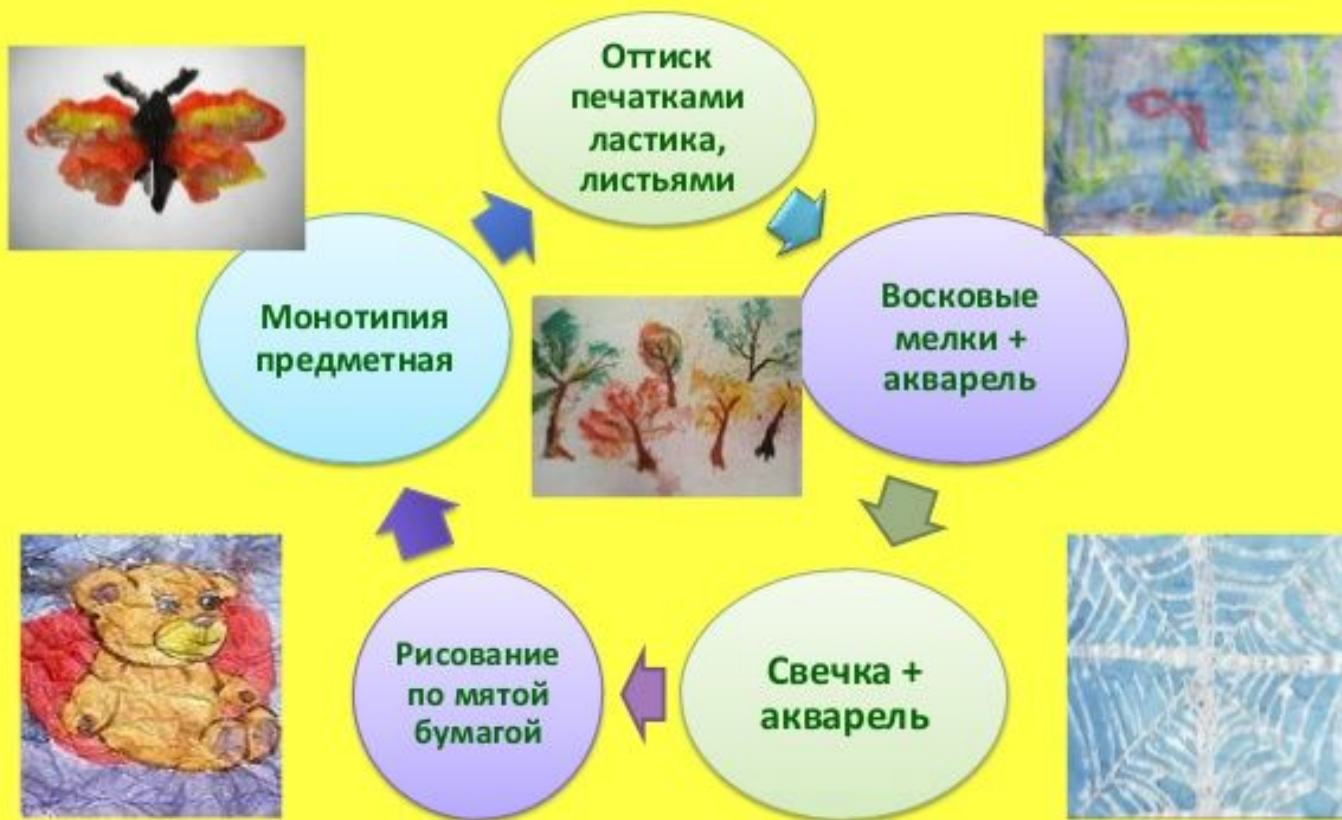 Оттиск
печатками
ластика,
листьями
Восковые
мелки +
акварель
Свечка +
акварель
Рисование
по мятой
бумагой
Монотипия
предметная